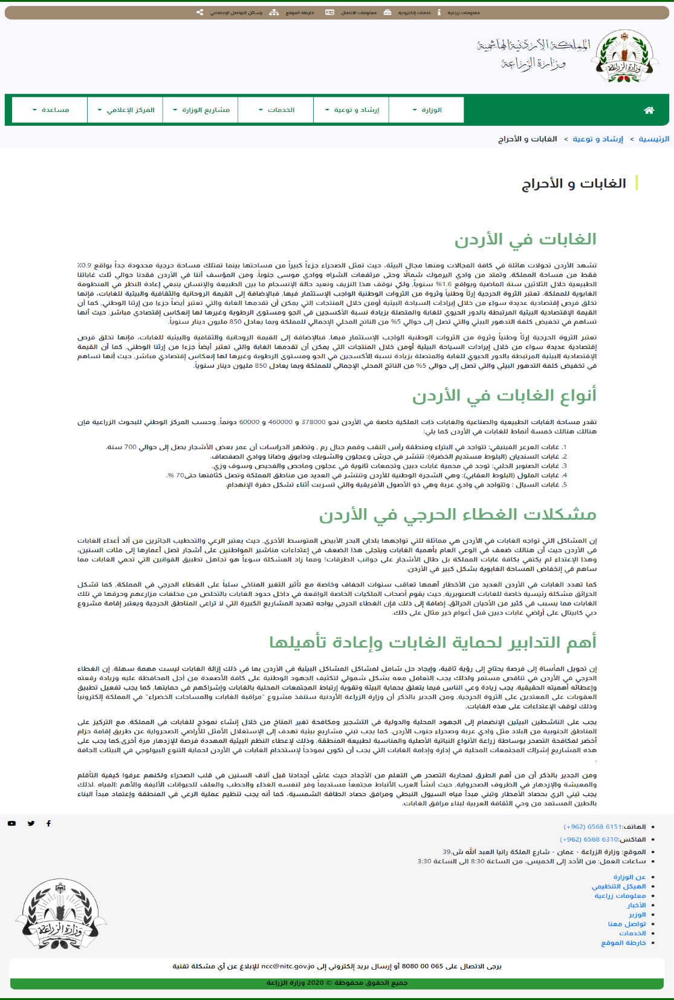 معلومات زراعية
خدمات إلكترونية
معلومات الاتصال
خارطة الموقع
وسائل التواصل الإجتماعي
المملكة الأردنية الهاشمية
وزارة الزراعة
وزارة الزراعة
الوزارة
إرشاد و توعية
الخدمات
مشاريع الوزارة
المركز الإعلامي
مساعدة
الرئيسية > إرشاد و توعية > الغابات و الأحراج
الغابات و الأحراج
الغابات في الأردن
تشهد الأردن تحولات هائلة في كافة المجالات ومنها مجال البيئة، حيث تمثل الصحراء جزءاً كبيراً من مساحتها بينما تمتلك مساحة حرجية محدودة جداً بواقع 0.9٪
فقط من مساحة المملكة, وتمتد من وادي اليرموك شمالًا وحتى مرتفعات الشراه ووادي موسى جنوباً. ومن المؤسف أننا في الأردن فقدنا حوالي ثلث غاباتنا
الطبيعية خلال الثلاثين سنة الماضية وبواقع 1.6% سنوياً, ولكي نوقف هذا النزيف ونعيد حالة الإنسجام ما بين الطبيعة والإنسان ينبغي إعادة النظر في المنظومة
الغابوية للمملكة. تعتبر الثروة الحرجية إرثاً وطنياً وثروة من الثروات الوطنية الواجب الإستثمار فيها, فبالإضافة إلى القيمة الروحانية والثقافية والبيئية للغابات، فإنها
تخلق فرص إقتصادية عديدة سواء من خلال إيرادات السياحة البيئية أومن خلال المنتجات التي يمكن أن تقدمها الغابة والتي تعتبر أيضاً جزءا من إرثنا الوطني, كما أن
القيمة الإقتصادية البيئية المرتبطة بالدور الحيوي للغابة والمتصلة بزيادة نسبة الأكسجين في الجو ومستوى الرطوبة وغيرها لها إنعكاس إقتصادي مباشر, حيث أنها
تساهم في تخفيض كلفة التدهور البيئي والتي تصل إلى حوالي 5% من الناتج المحلي الإجمالي للمملكة وبما يعادل 850 مليون دينار سنوياً.
تعتبر الثروة الحرجية إرثاً وطنياً وثروة من الثروات الوطنية الواجب الإستثمار فيها, فبالإضافة إلى القيمة الروحانية والثقافية والبيئية للغابات، فإنها تخلق فرص
إقتصادية عديدة سواء من خلال إيرادات السياحة البيئية أومن خلال المنتجات التي يمكن أن تقدمها الغابة والتي تعتبر أيضاً جزءا من إرثنا الوطني, كما أن القيمة
الإقتصادية البيئية المرتبطة بالدور الحيوي للغابة والمتصلة بزيادة نسبة الأكسجين في الجو ومستوى الرطوبة وغيرها لها إنعكاس إقتصادي مباشر, حيث أنها تساهم
في تخفيض كلفة التدهور البيئي والتي تصل إلى حوالي 5% من الناتج المحلي الإجمالي للمملكة وبما يعادل 850 مليون دينار سنوياً.
أنواع الغابات في الأردن
تقدر مساحة الغابات الطبيعية والصناعية والغابات ذات الملكية خاصة في الأردن نحو 378000 و 460000 و 60000 دونماً, وحسب المركز الوطني للبحوث الزراعية فإن
هنالك هنالك خمسة أنماط للغابات في الأردن كما يلي:
1. غابات العرعر الفينيقي: تتواجد في البتراء ومنطقة رأس النقب وقمم جبال رم , وتظهر الدراسات أن عمر بعض الأشجار يصل إلى حوالي 700 سنة.
2. غابات السنديان (البلوط مستديم الخضرة): تنتشر في جرش وعجلون والشوبك ودابوق وضانا ووادي الصفصاف.
3. غابات الصنوبر الحلبي: توجد في محمية غابات دبين وتجمعات ثانوية في عجلون وماحص والفحيص وسوف وزي.
4. غابات الملول (البلوط العقابي): وهي الشجرة الوطنية للأردن وتنتشر في العديد من مناطق المملكة وتصل كثافتها حتى70 %.
5. غابات السيال : وتتواجد في وادي عربة وهي ذو الأصول الأفريقية والتي تسربت أثناء تشكل حفرة الإنهدام.
مشكلات الغطاء الحرجي في الأردن
إن المشاكل التي تواجه الغابات في الأردن هي مماثلة للتي تواجهها بلدان البحر الأبيض المتوسط الأخرى, حيث يعتبر الرعي والتحطيب الجائرين من ألد أعداء الغابات
في الأردن حيث أن هنالك ضعف في الوعي العام بأهمية الغابات ويتجلى هذا الضعف في إعتداءات مناشير المواطنين على أشجار تصل أعمارها إلى مئات السنين،
وهذا الإعتداء لم يكتفي بكافة غابات المملكة بل طال الأشجار على جوانب الطرقات! ومما زاد المشكلة سوءاً هو تجاهل تطبيق القوانين التي تحمي الغابات مما
ساهم في إنخفاض المساحة الغابوية بشكل كبير في الأردن.
كما تهدد الغابات في الأردن العديد من الأخطار أهمها تعاقب سنوات الجفاف وخاصة مع تأثير التغير المناخي سلباً على الغطاء الحرجي في المملكة, كما تشكل
الحرائق مشكلة رئيسية خاصة للغابات الصنوبرية, حيث يقوم أصحاب الملكيات الخاصة الواقعة في داخل حدود الغابات بالتخلص من مخلفات مزارعهم وحرقها في تلك
الغابات مما يسبب في كثير من الأحيان الحرائق. إضافة إلى ذلك فإن الغطاء الحرجي يواجه تهديد المشاريع الكبيرة التي لا تراعي المناطق الحرجية ويعتبر إقامة مشروع
دبي كابيتال على أراضي غابات دبين قبل أعوام خير مثال على ذلك.
أهم التدابير لحماية الغابات وإعادة تأهيلها
إن تحويل المأساة إلى فرصة يحتاج إلى رؤية ثاقبة، وإيجاد حل شامل لمشاكل المشاكل البيئية في الأردن بما في ذلك إزالة الغابات ليست مهمة سهلة. إن الغطاء
الحرجي في الأردن في تناقص مستمر ولذلك يجب التعامل معه بشكل شمولي لتكثيف الجهود الوطنية على كافة الأصعدة من أجل المحافظة عليه وزيادة رقعته
وإعطائه أهميته الحقيقية. يجب زيادة وعي الناس فيما يتعلق بحماية البيئة وتقوية إرتباط المجتمعات المحلية بالغابات وإشراكهم في حمايتها, كما يجب تفعيل تطبيق
العقوبات على المعتدين على الثروة الحرجية, ومن الجدير بالذكر أن وزارة الزراعة الأردنية ستنفذ مشروع "مراقبة الغابات والمساحات الخضراء" في المملكة إلكترونياً
وذلك لوقف الإعتداءات على هذه الغابات.
يجب على الناشطين البيئين الإنضمام إلى الجهود المحلية والدولية في التشجير ومكافحة تغير المناخ من خلال إنشاء نموذج للغابات في المملكة, مع التركيز على
المناطق الجنوبية من البلاد مثل وادي عربة وصحراء جنوب الأردن. كما يجب تبني مشاريع بيئية تهدف إلى الإستغلال الأمثل للأراضي الصحرواية عن طريق إقامة حزام
أخضر لمكافحة التصحر بوساطة زراعة الأنواع النباتية الأصلية والمناسبة لطبيعة المنطقة, وذلك لإعطاء النظم البيئية المهددة فرصة للإزدهار مرة أخرى,كما يجب على
هذه المشاريع إشراك المجتمعات المحلية في إدارة وإدامة الغابات التي يجب أن تكون نموذجاً لإستخدام الغابات في الأردن لحماية التنوع البيولوجي في البيئات الجافة
.
ومن الجدير بالذكر أن من أهم الطرق لمحاربة التصحر هي التعلم من الأجداد حيث عاش أجدادنا قبل آلاف السنين في قلب الصحراء ولكنهم عرفوا كيفية التأقلم
والمعيشة والإزدهار في الظروف الصحرواية, حيث أنشأ العرب الأنباط مجتمعاً مستديماً وفر لنفسه الغذاء والحطب والعلف للحيوانات الأليفة والأهم :المياه .لذلك
يجب تبني الري بحصاد الأمطار وتبني مبدأ مياه السيول النبطي ومرافق حصاد الطاقة الشمسية، كما أنه يجب تنظيم عملية الرعي في المنطقة وإعتماد مبدأ البناء
بالطين المستمد من وحي الثقافة العربية لبناء مرافق الغابات.
الهاتف:6151 6568 (962+)
الفاكس:6310 6568 (962+)
الموقع: وزارة الزراعة - عمان - شارع الملكة رانيا العبد الله ش.39
ساعات العمل: من الأحد إلى الخميس، من الساعة 8:30 الى الساعة 3:30
عن الوزارة
الهيكل التنظيمي
معلومات زراعية
الأخبار
الوزير
تواصل معنا
الخدمات
خارطة الموقع
وزارة الزراعة
يرجى الاتصال على 065 00 8080 أو إرسال بريد إلكتروني إلى ncc@nitc.gov.jo للإبلاغ عن أي مشكلة تقنية
جميع الحقوق محفوظة © 2020 وزارة الزراعة